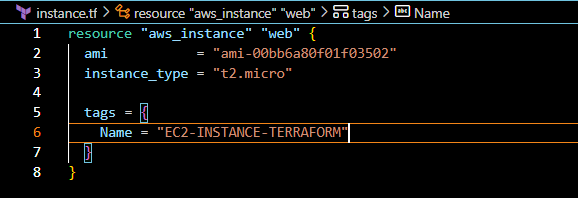 instance.tf > resource "aws_instance" "web" > tags > abc Name
1 resource "aws_instance" "web" {
2   ami           = "ami-00bb6a80f01f03502"
3   instance_type = "t2.micro"
4
5   tags = {
6     Name = "EC2-INSTANCE-TERRAFORM"
7   }
8 }